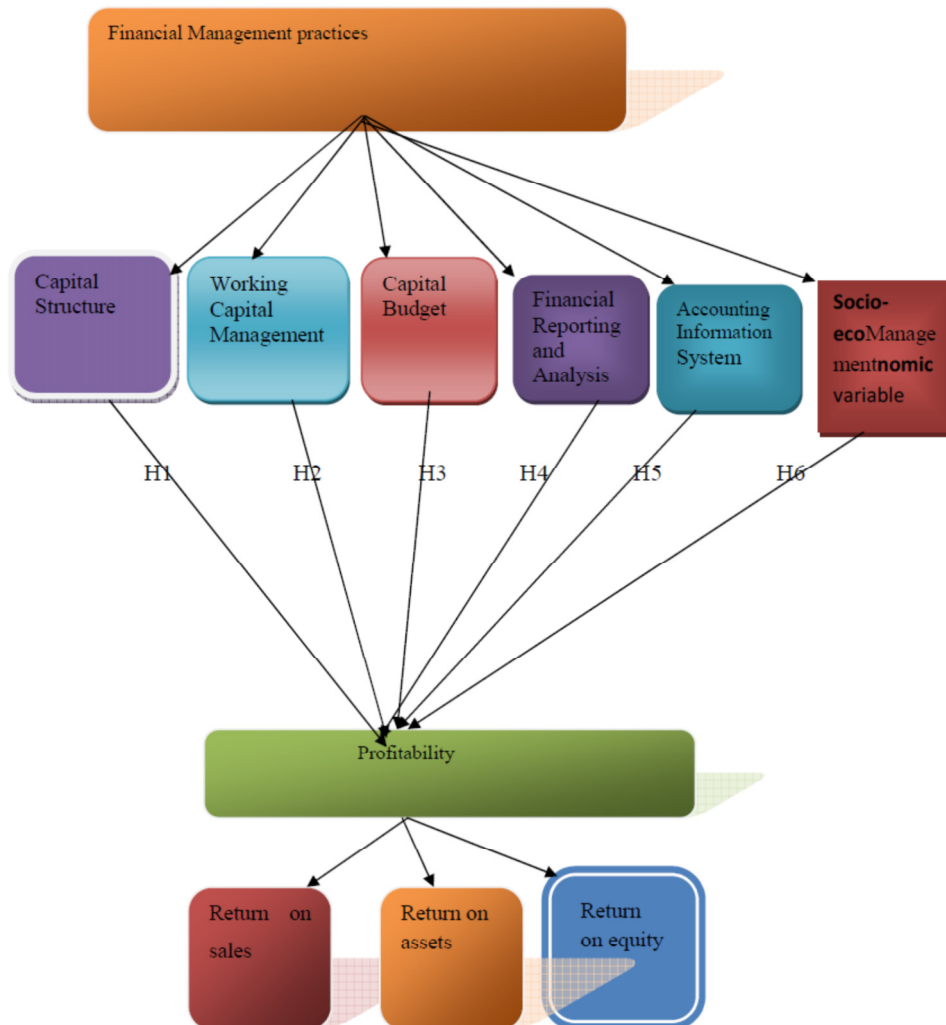 Financial Management practices
Capital
Structure
Working
Capital
Management
Capital
Budget
Financial
Reporting
and
Analysis
Accounting
Information
System
Socio-
ecoManage
mentnomic
variable
H1
H2
H3
H4
H5
H6
Profitability
Return on
sales
Return on
assets
Return
on equity